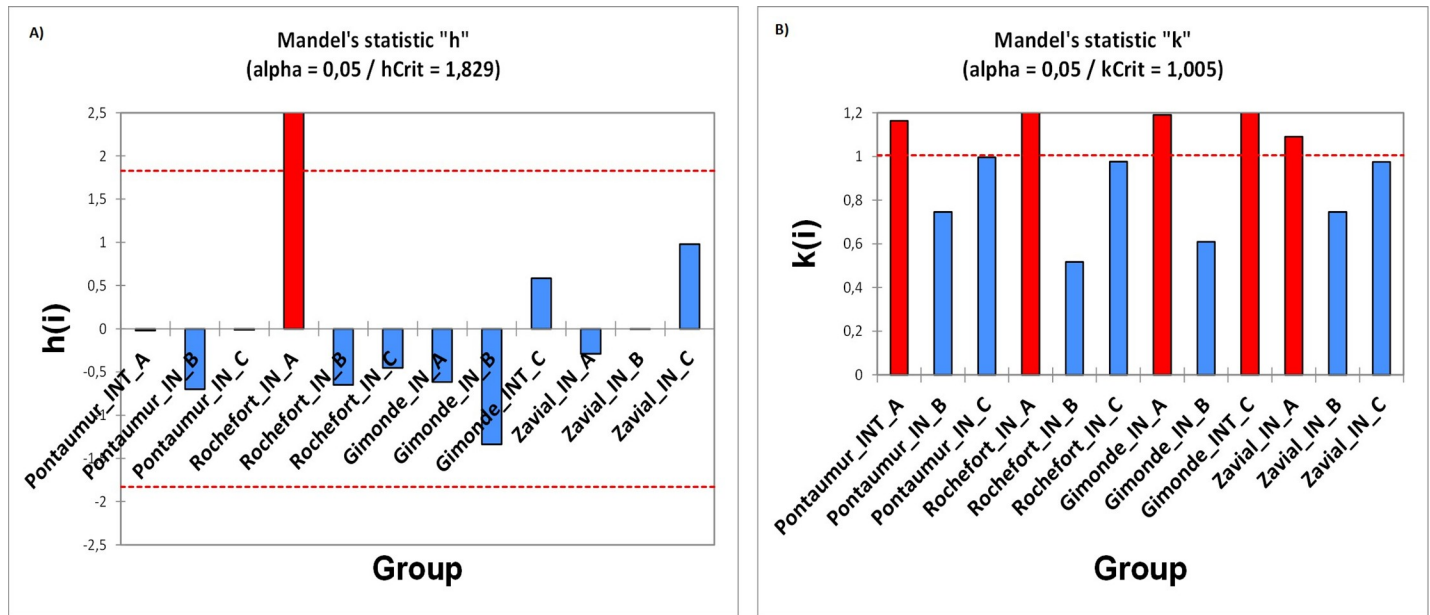 A)
Mandel's statistic "h"
(alpha = 0,05 / hCrit = 1,829)
2,5
2
1,5
1
0,5
0
-0,5
-1
-1,5
-2
-2,5
h(i)
Pontaumur_INT_A
Pontaumur_IN_B
Pontaumur_IN_C
Rochefort_IN_A
Rochefort_IN_B
Rochefort_IN_C
Gimonde_IN_A
Gimonde_IN_B
Gimonde_INT_C
Zavial_IN_A
Zavial_IN_B
Zavial_IN_C
Group
B)
Mandel's statistic "k"
(alpha = 0,05 / kCrit = 1,005)
1,2
1
0,8
0,6
0,4
0,2
0
k(i)
Pontaumur_INT_A
Pontaumur_IN_B
Pontaumur_IN_C
Rochefort_IN_A
Rochefort_IN_B
Rochefort_IN_C
Gimonde_IN_A
Gimonde_IN_B
Gimonde_INT_C
Zavial_IN_A
Zavial_IN_B
Zavial_IN_C
Group